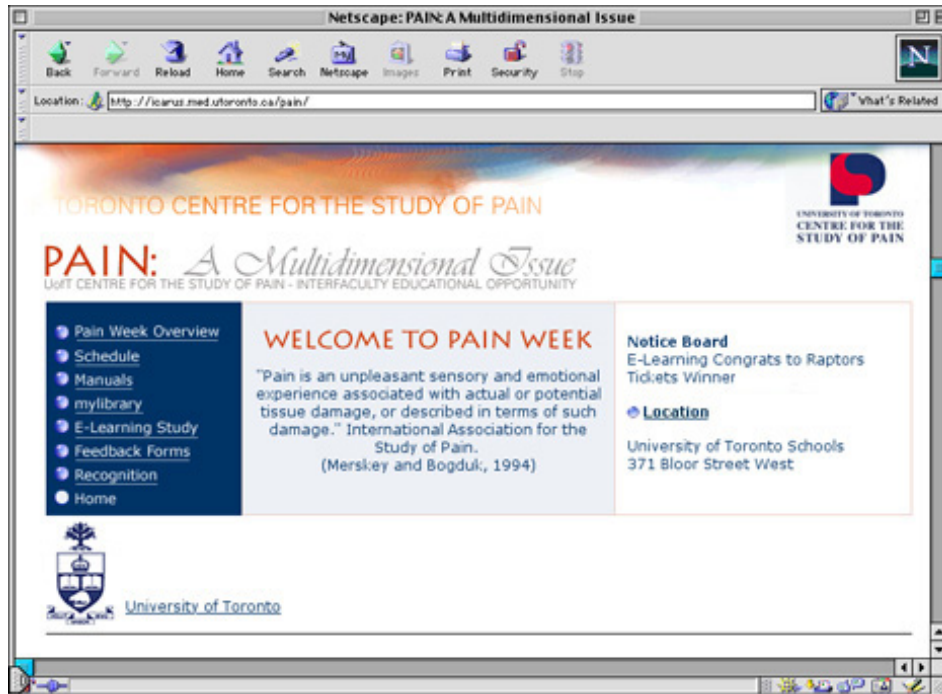 Netscape: PAIN: A Multidimensional Issue
Back Forward Reload Home Search Netscape Images Print Security Stop
Location: http://icarus.med.utoronto.ca/pain/ What's Related
TORONTO CENTRE FOR THE STUDY OF PAIN
UNIVERSITY OF TORONTO
CENTRE FOR THE
STUDY OF PAIN
PAIN: A Multidimensional Issue
UofT CENTRE FOR THE STUDY OF PAIN - INTERFACULTY EDUCATIONAL OPPORTUNITY
Pain Week Overview
Schedule
Manuals
mylibrary
E-Learning Study
Feedback Forms
Recognition
Home
WELCOME TO PAIN WEEK
"Pain is an unpleasant sensory and emotional
experience associated with actual or potential
tissue damage, or described in terms of such
damage." International Association for the
Study of Pain.
(Merskey and Bogduk, 1994)
Notice Board
E-Learning Congrats to Raptors
Tickets Winner
Location
University of Toronto Schools
371 Bloor Street West
University of Toronto